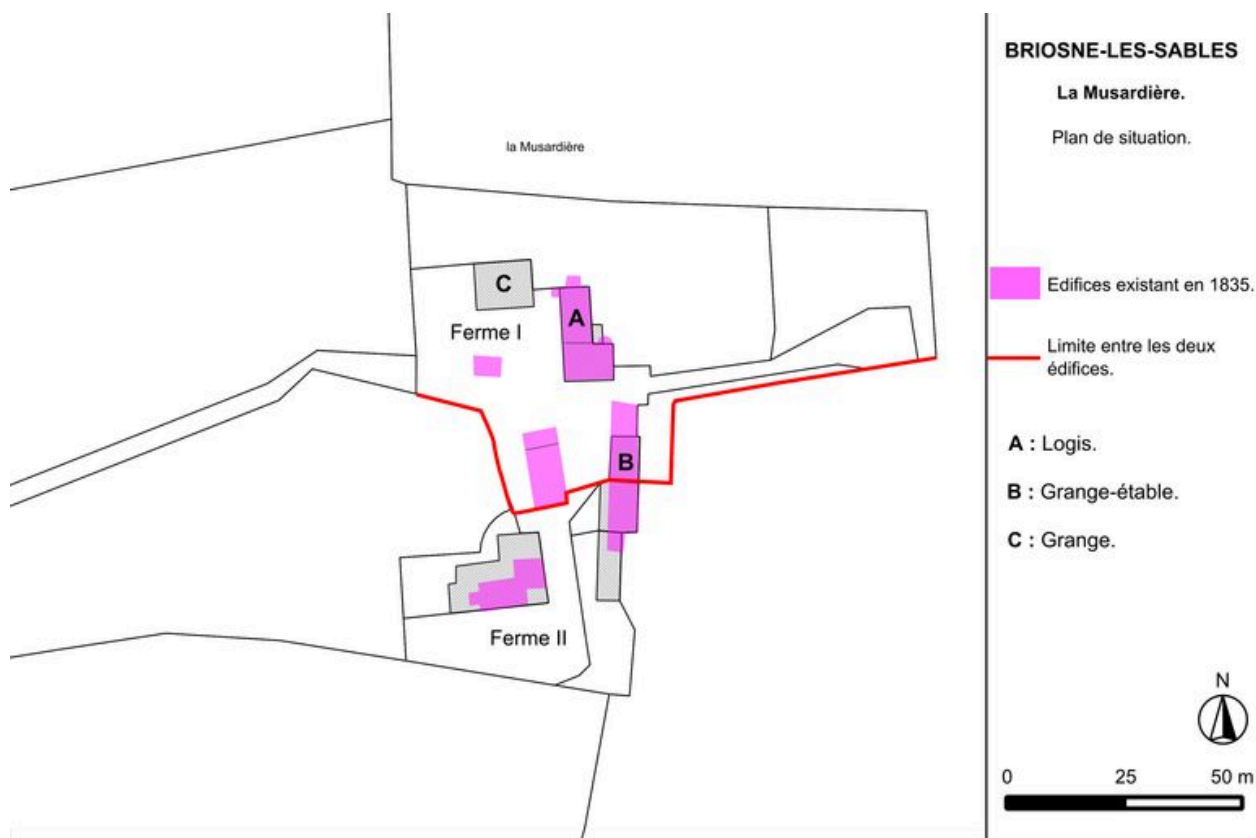 BRIOSNE-LES-SABLES
La Musardière.
Plan de situation.
la Musardière
C
A
Ferme I
B
Ferme II
Edifices existant en 1835.
Limite entre les deux
édifices.
A : Logis.
B : Grange-étable.
C : Grange.
N
0 25 50 m